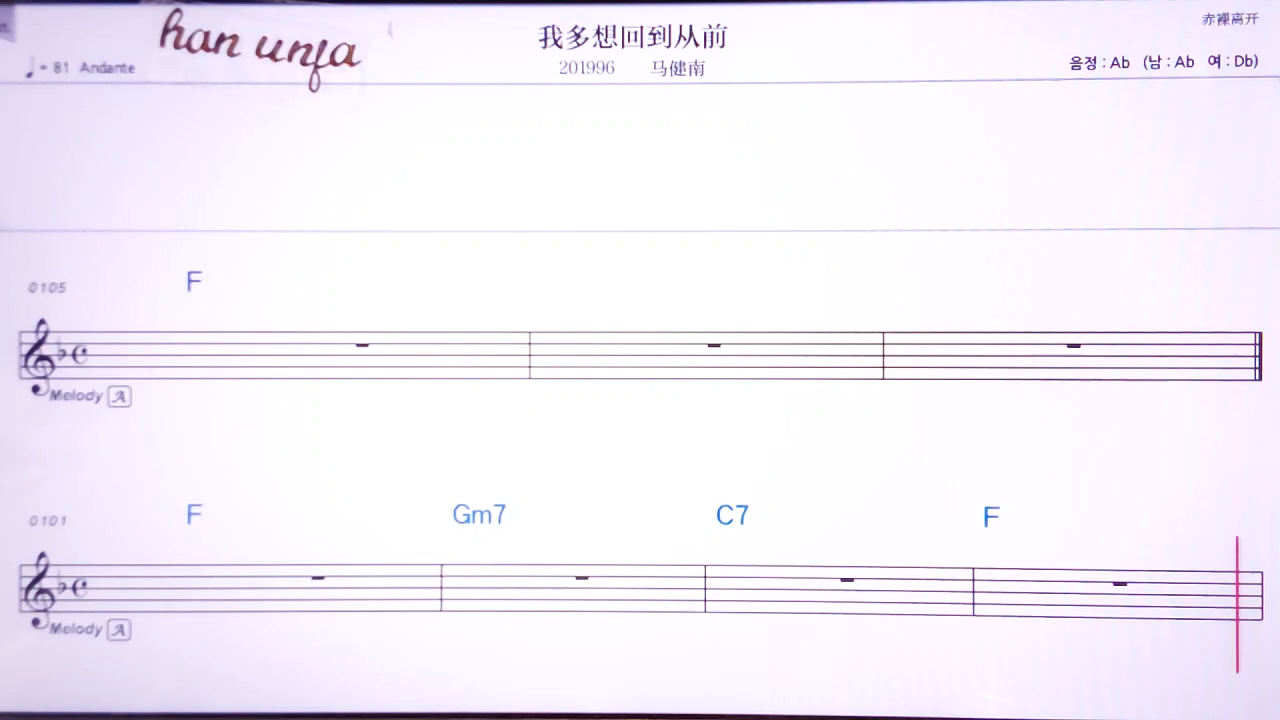 han unfa
我多想回到从前
赤裸离开
♩= 81 Andante
201996 马健南
음정 : Ab (남 : Ab 여 : Db)
0105 F
Melody A
0101 F Gm7 C7 F
Melody A